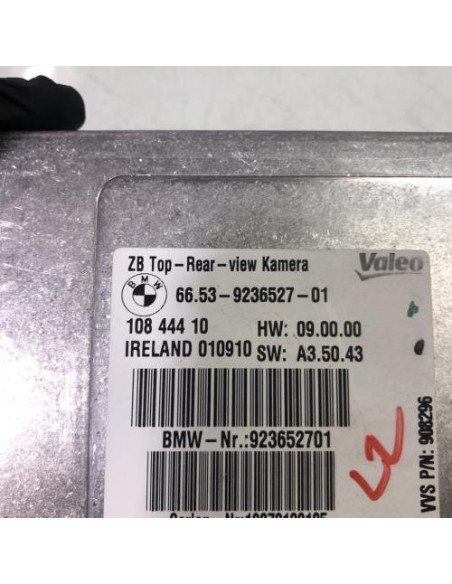 ZB Top-Rear-view Kamera
Valeo
BMW
66.53-9236527-01
108 444 10 HW: 09.00.00
IRELAND 010910 SW: A3.50.43
BMW-Nr.:923652701
VVS P/N: 908296